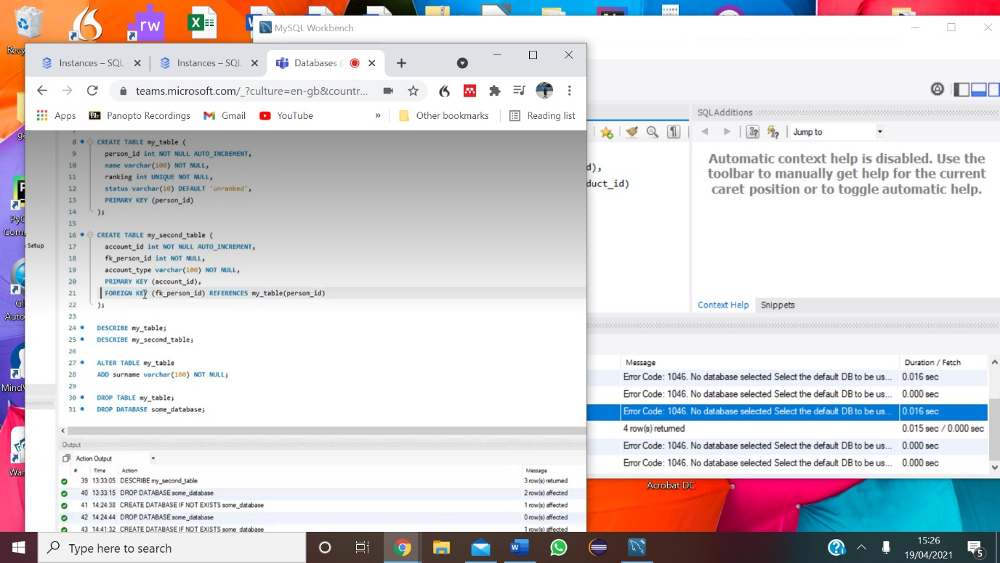 MySQL Workbench
rw
Instances – SQL
Instances – SQL
Databases (
teams.microsoft.com/_?culture=en-gb&countr...
Apps
Bb
Panopto Recordings
Gmail
YouTube
»
Other bookmarks
Reading list
8 CREATE TABLE my_table (
9 person_id int NOT NULL AUTO_INCREMENT,
10 name varchar(100) NOT NULL,
11 ranking int UNIQUE NOT NULL,
12 status varchar(10) DEFAULT 'unranked',
13 PRIMARY KEY (person_id)
14 );
15
16 CREATE TABLE my_second_table (
17 account_id int NOT NULL AUTO_INCREMENT,
18 fk_person_id int NOT NULL,
19 account_type varchar(100) NOT NULL,
20 PRIMARY KEY (account_id),
21 FOREIGN KEY (fk_person_id) REFERENCES my_table(person_id)
22 );
23
24 DESCRIBE my_table;
25 DESCRIBE my_second_table;
26
27 ALTER TABLE my_table
28 ADD surname varchar(100) NOT NULL;
29
30 DROP TABLE my_table;
31 DROP DATABASE some_database;
Output
Action Output
# Time Action Message
39 13:33:05 DESCRIBE my_second_table 3 row(s) returned
40 13:33:15 DROP DATABASE some_database 2 row(s) affected
41 14:24:38 CREATE DATABASE IF NOT EXISTS some_database 1 row(s) affected
42 14:24:44 DROP DATABASE some_database 0 row(s) affected
43 14:41:32 CREATE DATABASE IF NOT EXISTS some_database 1 row(s) affected
Setup
d),
duct_id)
SQLAdditions
Jump to
Automatic context help is disabled. Use the
toolbar to manually get help for the current
caret position or to toggle automatic help.
Context Help
Snippets
Message Duration / Fetch
Error Code: 1046. No database selected Select the default DB to be us... 0.016 sec
Error Code: 1046. No database selected Select the default DB to be us... 0.000 sec
Error Code: 1046. No database selected Select the default DB to be us... 0.016 sec
4 row(s) returned 0.015 sec / 0.000 sec
Error Code: 1046. No database selected Select the default DB to be us... 0.000 sec
Error Code: 1046. No database selected Select the default DB to be us... 0.000 sec
Acrobat DC
Type here to search
15:26
19/04/2021
5